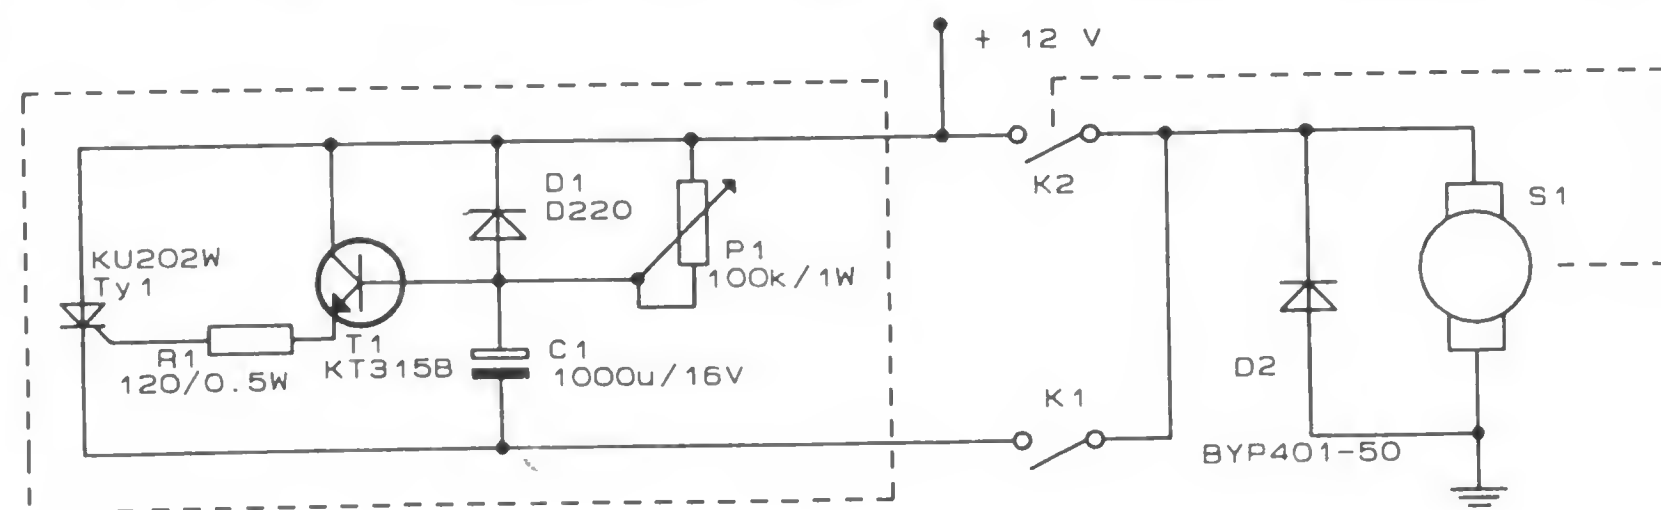 + 12 V
K2
S1
D1
D220
P1
100k/1W
KU202W
Ty1
R1
120/0.5W
T1
KT315B
C1
1000u/16V
K1
D2
BYP401-50